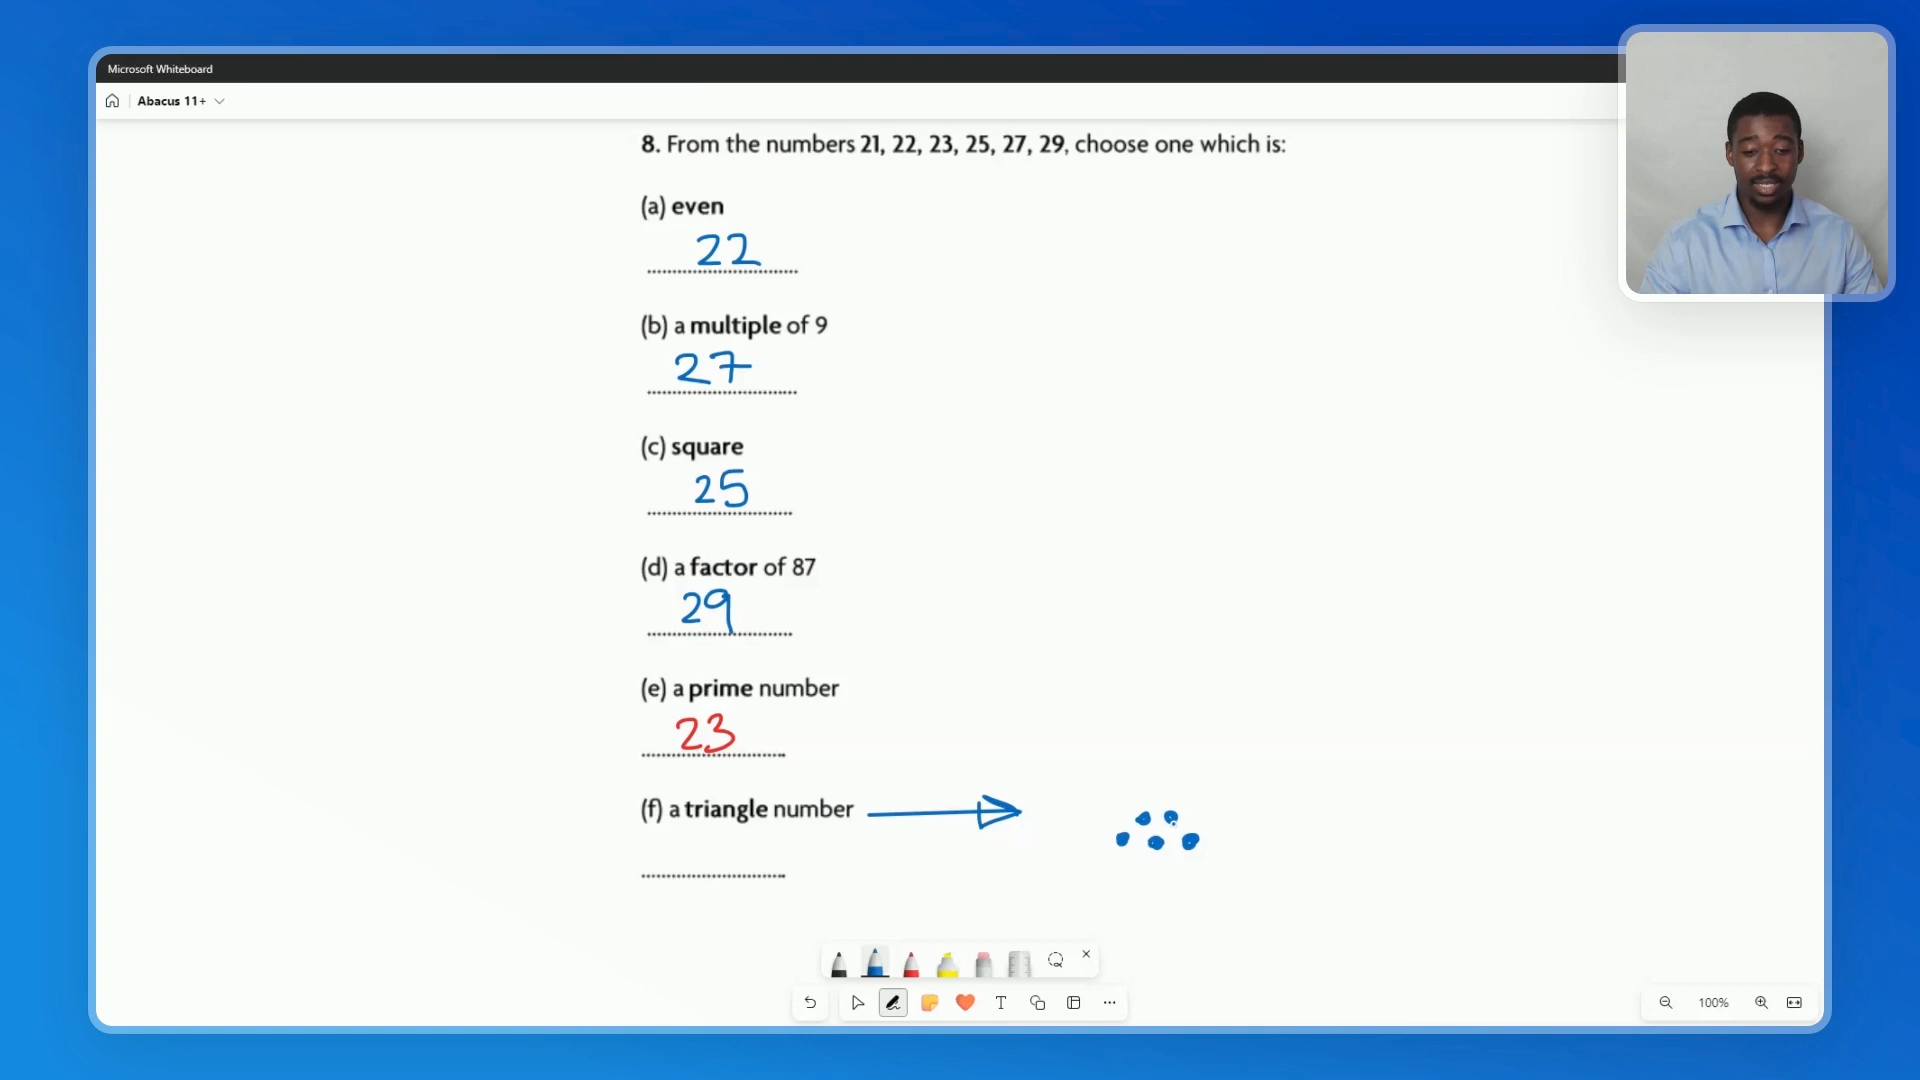 Microsoft Whiteboard
Abacus 11+
8. From the numbers 21, 22, 23, 25, 27, 29, choose one which is:
(a) even
22
(b) a multiple of 9
27
(c) square
25
(d) a factor of 87
29
(e) a prime number
23
(f) a triangle number
T
100%